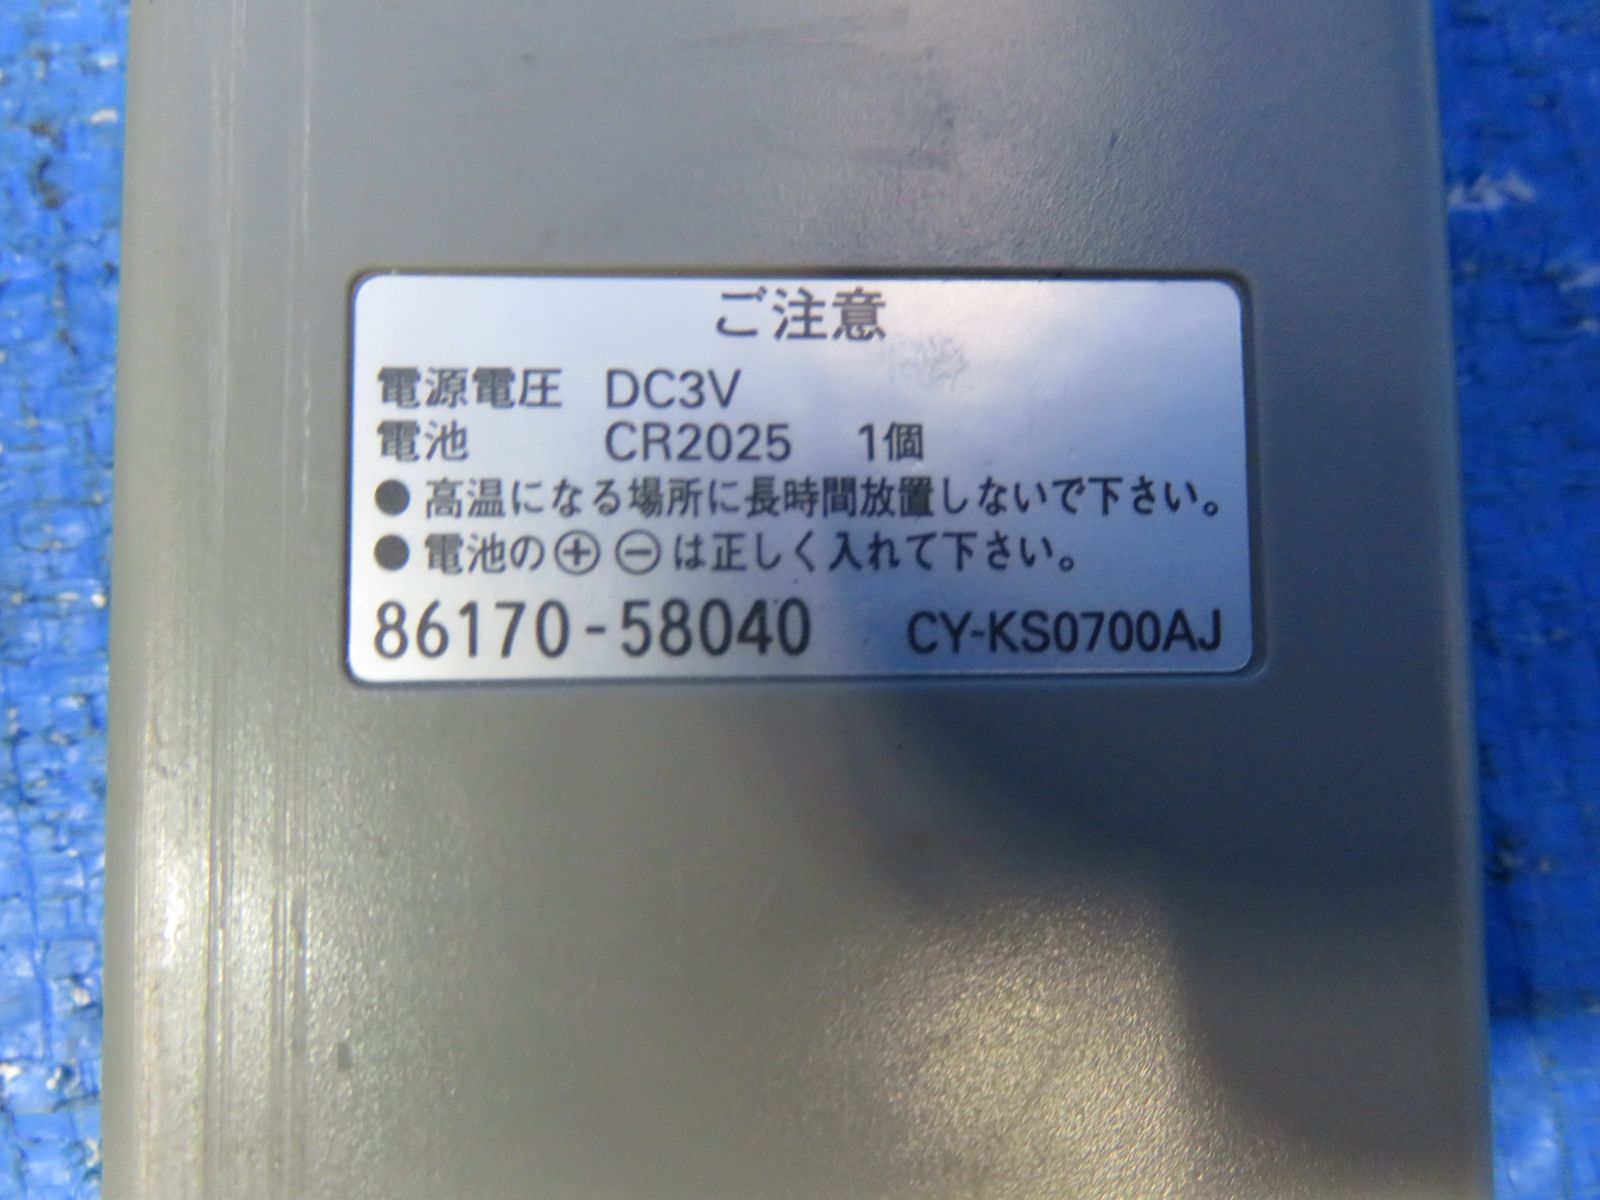 ご注意
電源電圧 DC3V
電池 CR2025 1個
●高温になる場所に長時間放置しないで下さい。
●電池の⊕⊖は正しく入れて下さい。
86170-58040 CY-KS0700AJ